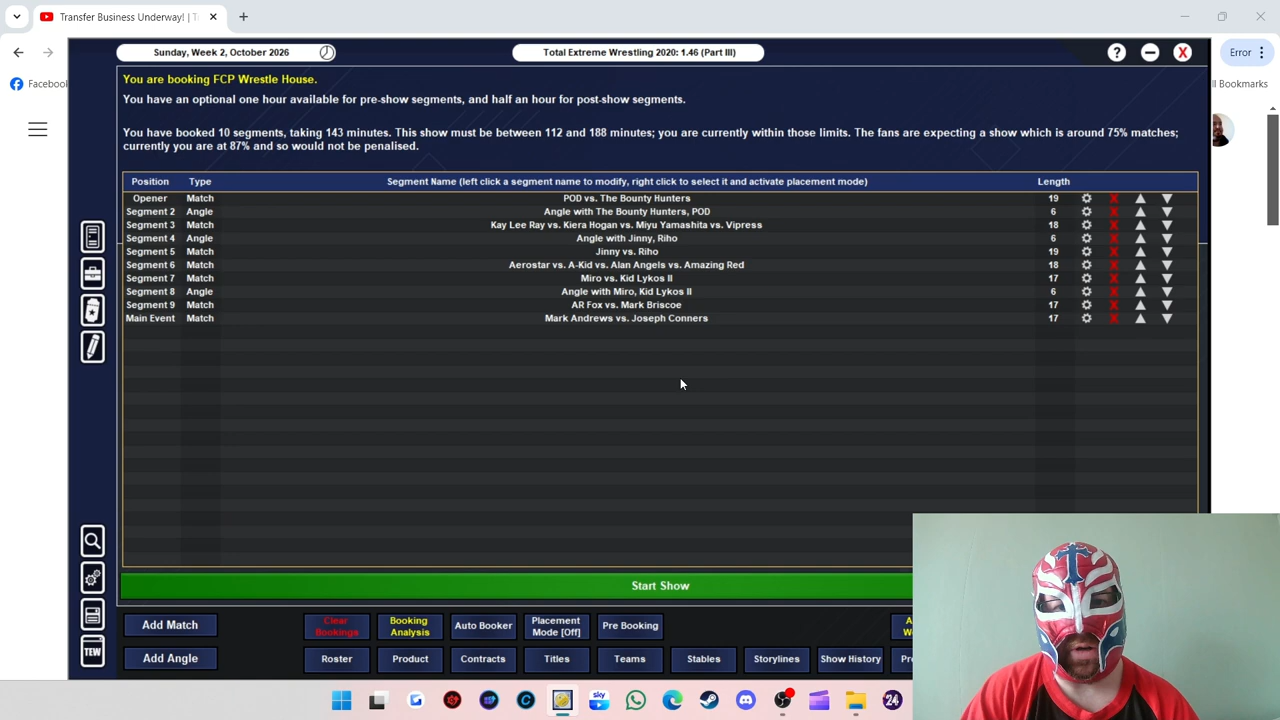 Transfer Business Underway! | T
Error
Facebook
ll Bookmarks
Sunday, Week 2, October 2026
Total Extreme Wrestling 2020: 1.46 (Part III)
?
X
You are booking FCP Wrestle House.
You have an optional one hour available for pre-show segments, and half an hour for post-show segments.
You have booked 10 segments, taking 143 minutes. This show must be between 112 and 188 minutes; you are currently within those limits. The fans are expecting a show which is around 75% matches;
currently you are at 87% and so would not be penalised.
Position Type Segment Name (left click a segment name to modify, right click to select it and activate placement mode) Length
Opener Match POD vs. The Bounty Hunters 19 X
Segment 2 Angle Angle with The Bounty Hunters, POD 6 X
Segment 3 Match Kay Lee Ray vs. Kiera Hogan vs. Miyu Yamashita vs. Vipress 18 X
Segment 4 Angle Angle with Jinny, Riho 6 X
Segment 5 Match Jinny vs. Riho 19 X
Segment 6 Match Aerostar vs. A-Kid vs. Alan Angels vs. Amazing Red 18 X
Segment 7 Match Miro vs. Kid Lykos II 17 X
Segment 8 Angle Angle with Miro, Kid Lykos II 6 X
Segment 9 Match AR Fox vs. Mark Briscoe 17 X
Main Event Match Mark Andrews vs. Joseph Conners 17 X
Start Show
Add Match
Clear
Bookings
Booking
Analysis
Auto Booker
Placement
Mode [Off]
Pre Booking
Add Angle
Roster
Product
Contracts
Titles
Teams
Stables
Storylines
Show History
TEW
sky
24